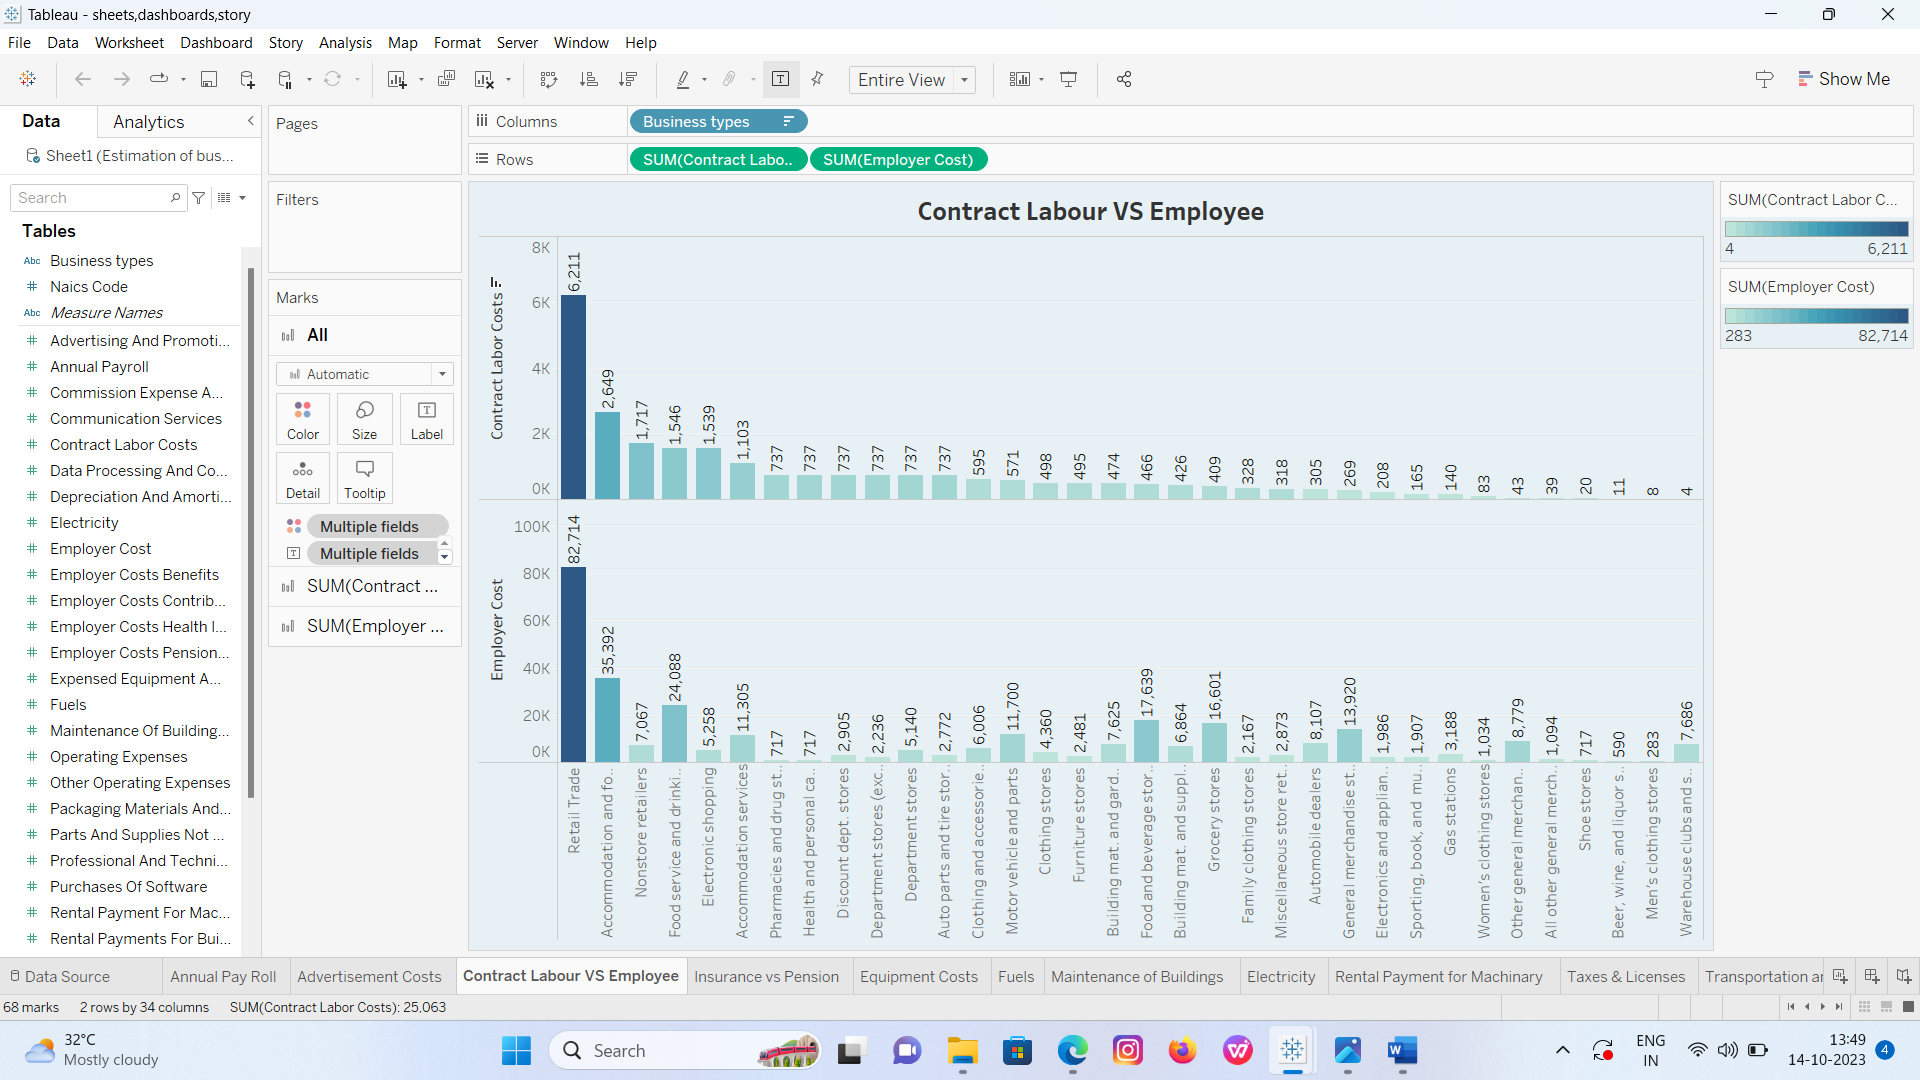 Tableau - sheets,dashboards,story
File Data Worksheet Dashboard Story Analysis Map Format Server Window Help
Entire View
Show Me
Data Analytics
Sheet1 (Estimation of bus...
Search
Tables
Abc Business types
# Naics Code
Abc Measure Names
# Advertising And Promoti...
# Annual Payroll
# Commission Expense A...
# Communication Services
# Contract Labor Costs
# Data Processing And Co...
# Depreciation And Amorti...
# Electricity
# Employer Cost
# Employer Costs Benefits
# Employer Costs Contrib...
# Employer Costs Health I...
# Employer Costs Pension...
# Expensed Equipment A...
# Fuels
# Maintenance Of Building...
# Operating Expenses
# Other Operating Expenses
# Packaging Materials And...
# Parts And Supplies Not ...
# Professional And Techni...
# Purchases Of Software
# Rental Payment For Mac...
# Rental Payments For Bui...
Pages
Filters
Marks
All
Automatic
Color Size Label
Detail Tooltip
Multiple fields
Multiple fields
SUM(Contract ...
SUM(Employer ...
Columns Business types
Rows SUM(Contract Labo.. SUM(Employer Cost)
Contract Labour VS Employee
Contract Labor Costs
8K
6K
4K
2K
0K
6,211 2,649 1,717 1,546 1,539 1,103 737 737 737 737 737 737 595 571 498 495 474 466 426 409 328 318 305 269 208 165 140 83 43 39 20 11 8 4
Employer Cost
100K
80K
60K
40K
20K
0K
82,714 35,392 7,067 24,088 5,258 11,305 717 717 2,905 2,236 5,140 2,772 6,006 11,700 4,360 2,481 7,625 17,639 6,864 16,601 2,167 2,873 8,107 13,920 1,986 1,907 3,188 1,034 8,779 1,094 717 590 283 7,686
Retail Trade
Accommodation and fo..
Nonstore retailers
Food service and drinki..
Electronic shopping
Accommodation services
Pharmacies and drug st..
Health and personal ca..
Discount dept. stores
Department stores (exc..
Department stores
Auto parts and tire stor..
Clothing and accessorie..
Motor vehicle and parts
Clothing stores
Furniture stores
Building mat. and gard..
Food and beverage stor..
Building mat. and suppl..
Grocery stores
Family clothing stores
Miscellaneous store ret..
Automobile dealers
General merchandise st..
Electronics and applian..
Sporting, book, and mu..
Gas stations
Women's clothing stores
Other general merchan..
All other general merch..
Shoe stores
Beer, wine, and liquor s..
Men's clothing stores
Warehouse clubs and s..
SUM(Contract Labor C...
4 6,211
SUM(Employer Cost)
283 82,714
Data Source Annual Pay Roll Advertisement Costs Contract Labour VS Employee Insurance vs Pension Equipment Costs Fuels Maintenance of Buildings Electricity Rental Payment for Machinary Taxes & Licenses Transportation ar
68 marks 2 rows by 34 columns SUM(Contract Labor Costs): 25,063
32°C
Mostly cloudy
Search
ENG
IN
13:49
14-10-2023
4